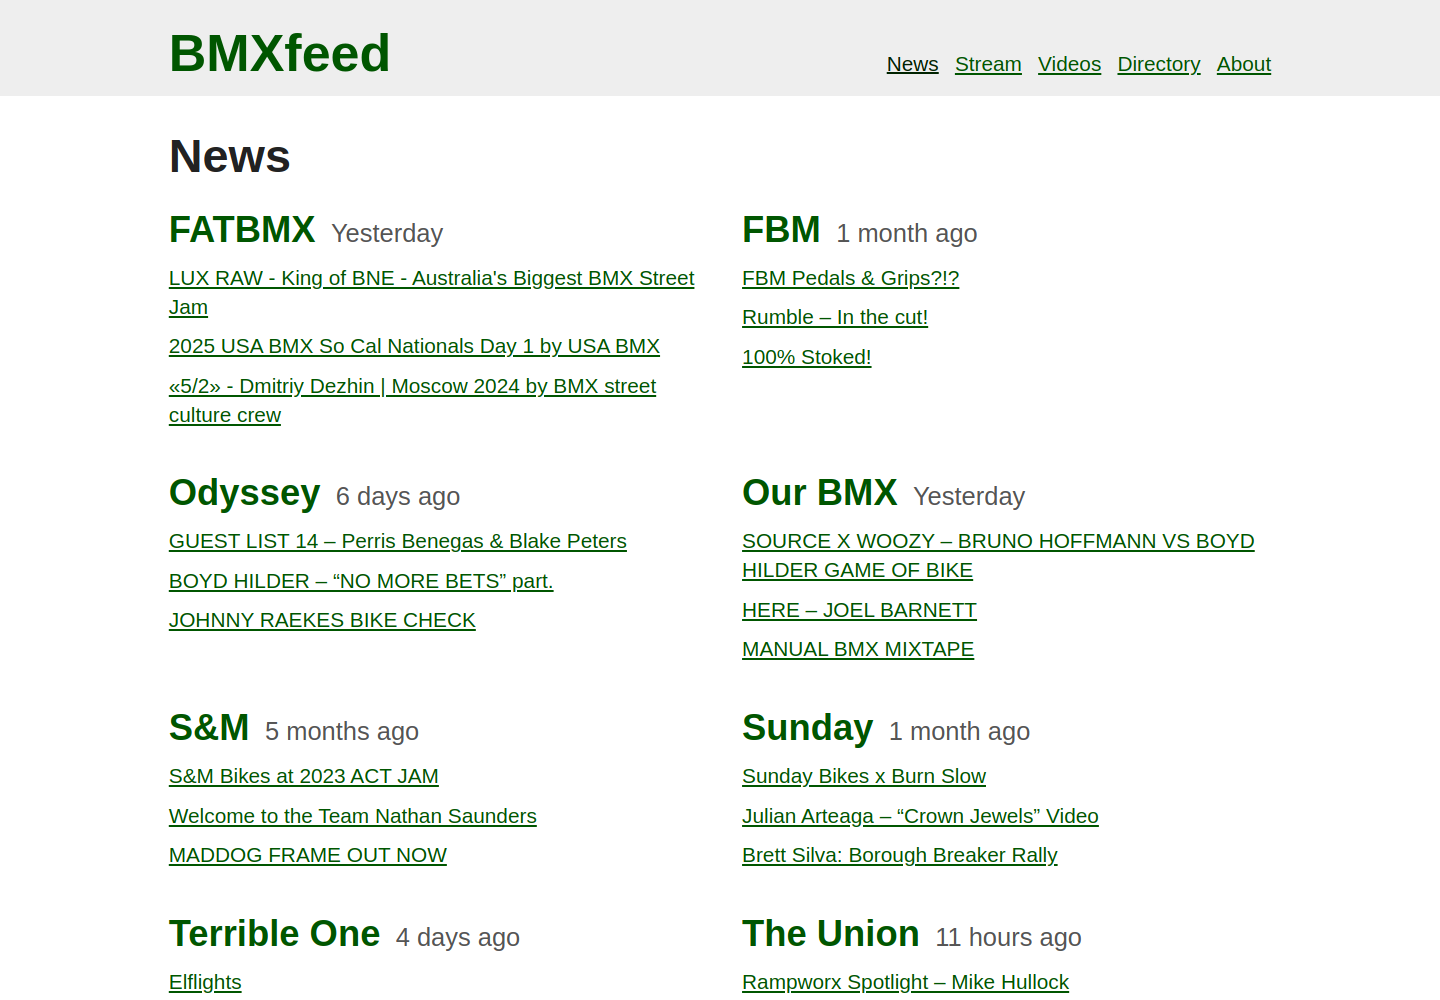 BMXfeed
News Stream Videos Directory About
News
FATBMX Yesterday
LUX RAW - King of BNE - Australia's Biggest BMX Street
Jam
2025 USA BMX So Cal Nationals Day 1 by USA BMX
«5/2» - Dmitriy Dezhin | Moscow 2024 by BMX street
culture crew
FBM 1 month ago
FBM Pedals & Grips?!?
Rumble – In the cut!
100% Stoked!
Odyssey 6 days ago
GUEST LIST 14 – Perris Benegas & Blake Peters
BOYD HILDER – “NO MORE BETS” part.
JOHNNY RAEKES BIKE CHECK
Our BMX Yesterday
SOURCE X WOOZY – BRUNO HOFFMANN VS BOYD
HILDER GAME OF BIKE
HERE – JOEL BARNETT
MANUAL BMX MIXTAPE
S&M 5 months ago
S&M Bikes at 2023 ACT JAM
Welcome to the Team Nathan Saunders
MADDOG FRAME OUT NOW
Sunday 1 month ago
Sunday Bikes x Burn Slow
Julian Arteaga – “Crown Jewels” Video
Brett Silva: Borough Breaker Rally
Terrible One 4 days ago
Elflights
The Union 11 hours ago
Rampworx Spotlight – Mike Hullock